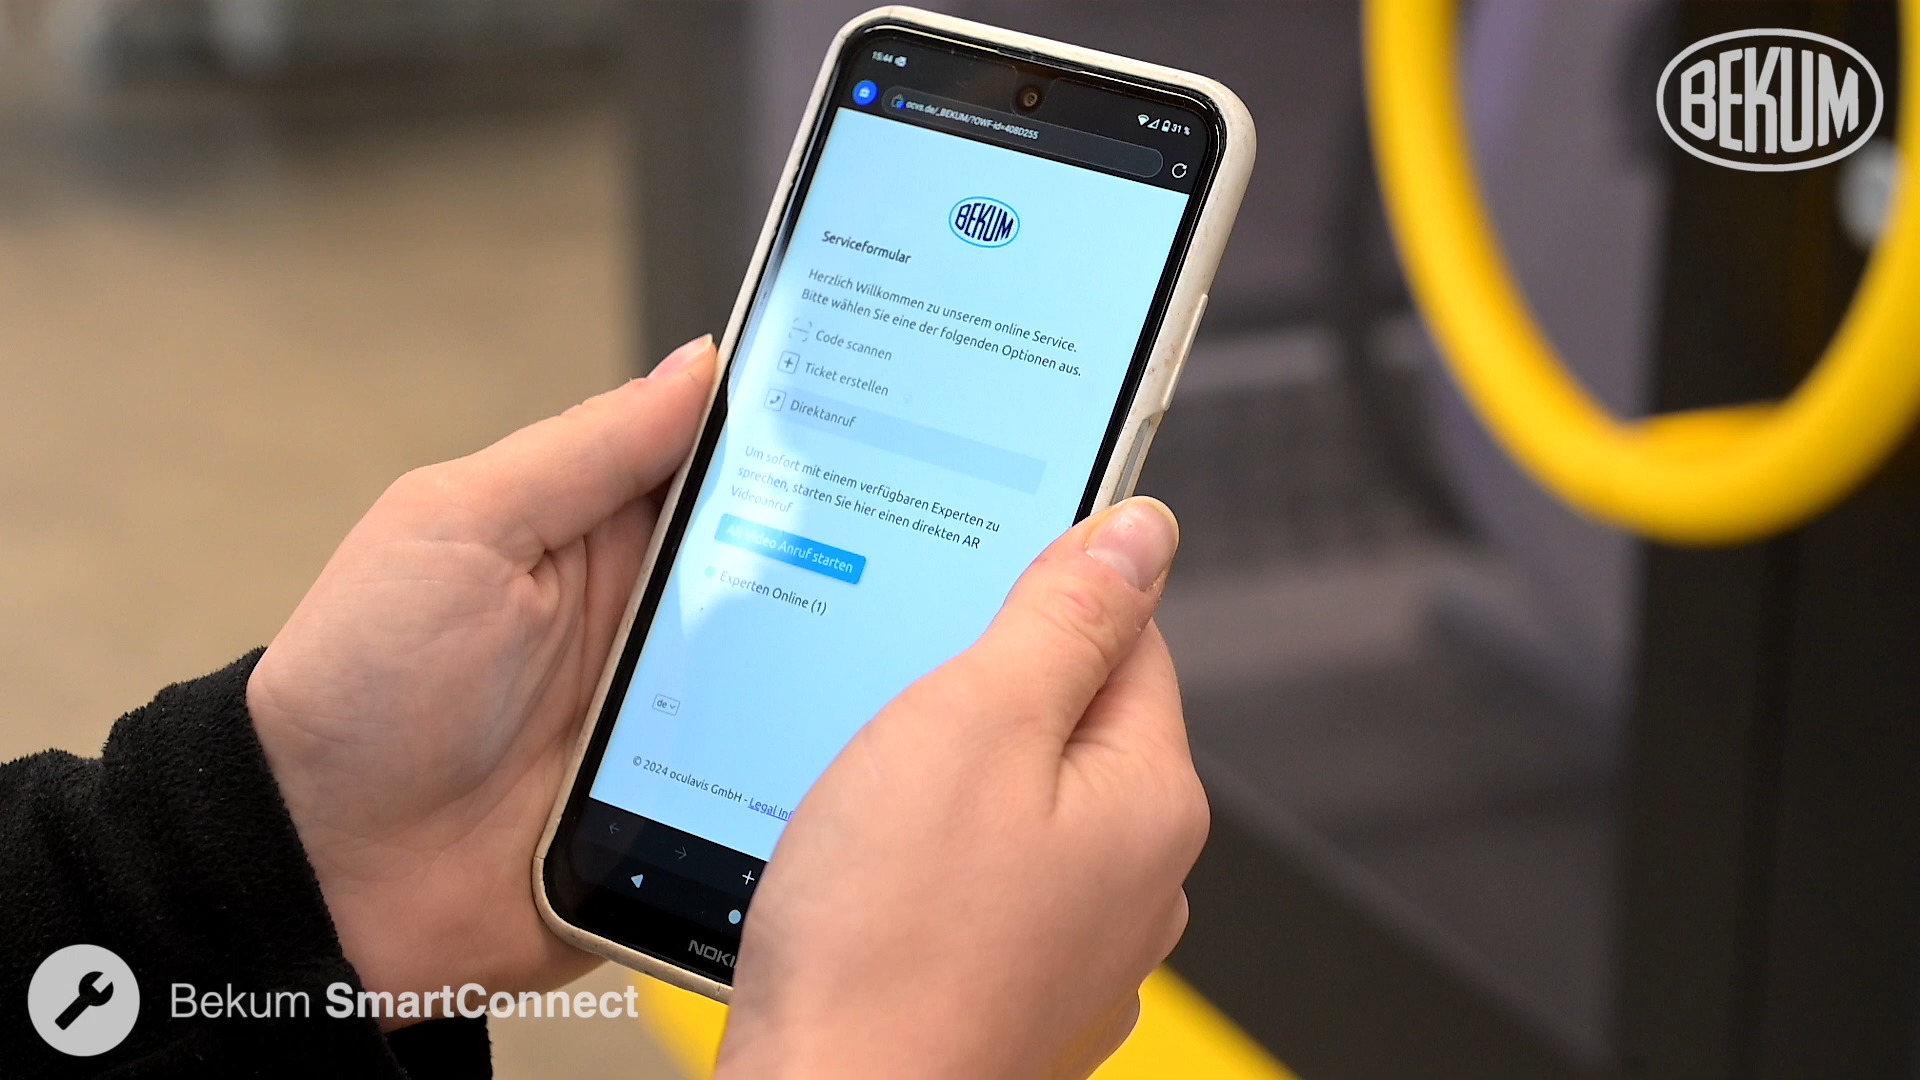 BEKUM
15:44
31 %
ocvs.de/_BEKUM/?OWF-id=408D255
BEKUM
Serviceformular
Herzlich Willkommen zu unserem online Service.
Bitte wählen Sie eine der folgenden Optionen aus.
Code scannen
Ticket erstellen
Direktanruf
Um sofort mit einem verfügbaren Experten zu
sprechen, starten Sie hier einen direkten AR
Videoanruf
AR Video Anruf starten
Experten Online (1)
de
© 2024 oculavis GmbH - Legal Inf
NOKI
Bekum SmartConnect